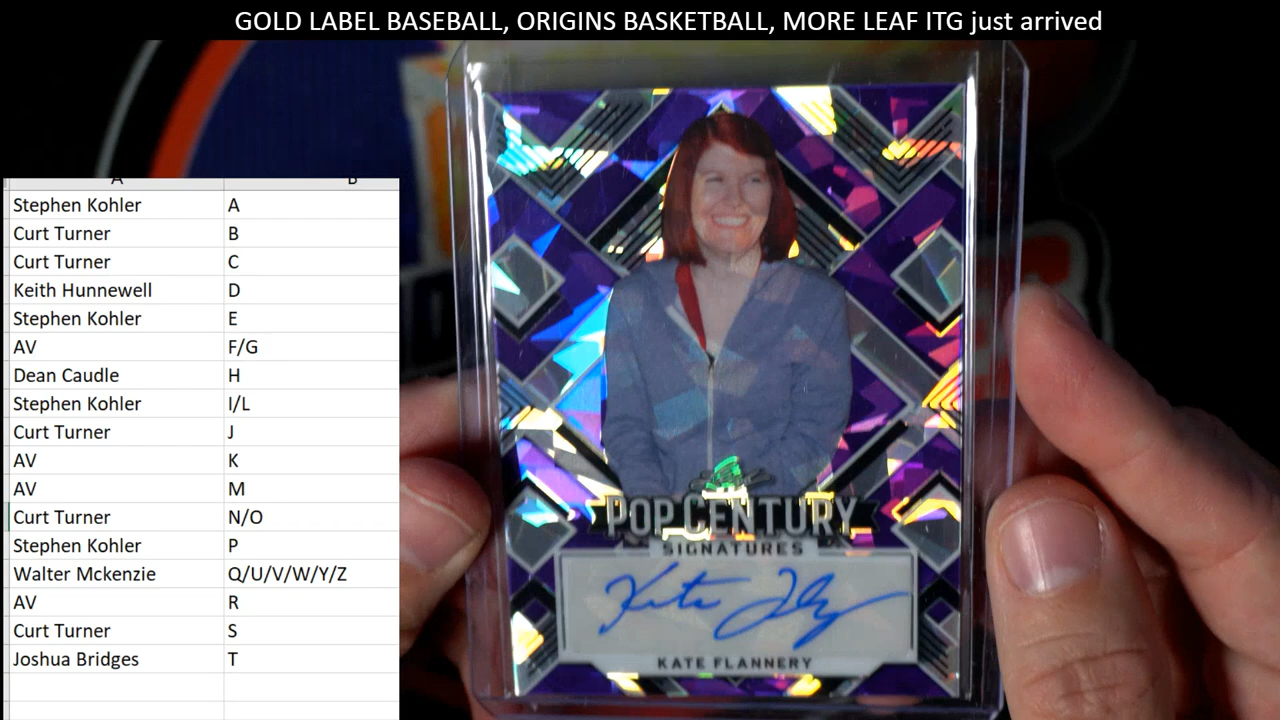 GOLD LABEL BASEBALL, ORIGINS BASKETBALL, MORE LEAF ITG just arrived
A B
Stephen Kohler A
Curt Turner B
Curt Turner C
Keith Hunnewell D
Stephen Kohler E
AV F/G
Dean Caudle H
Stephen Kohler I/L
Curt Turner J
AV K
AV M
Curt Turner N/O
Stephen Kohler P
Walter Mckenzie Q/U/V/W/Y/Z
AV R
Curt Turner S
Joshua Bridges T
POP CENTURY
SIGNATURES
KATE FLANNERY